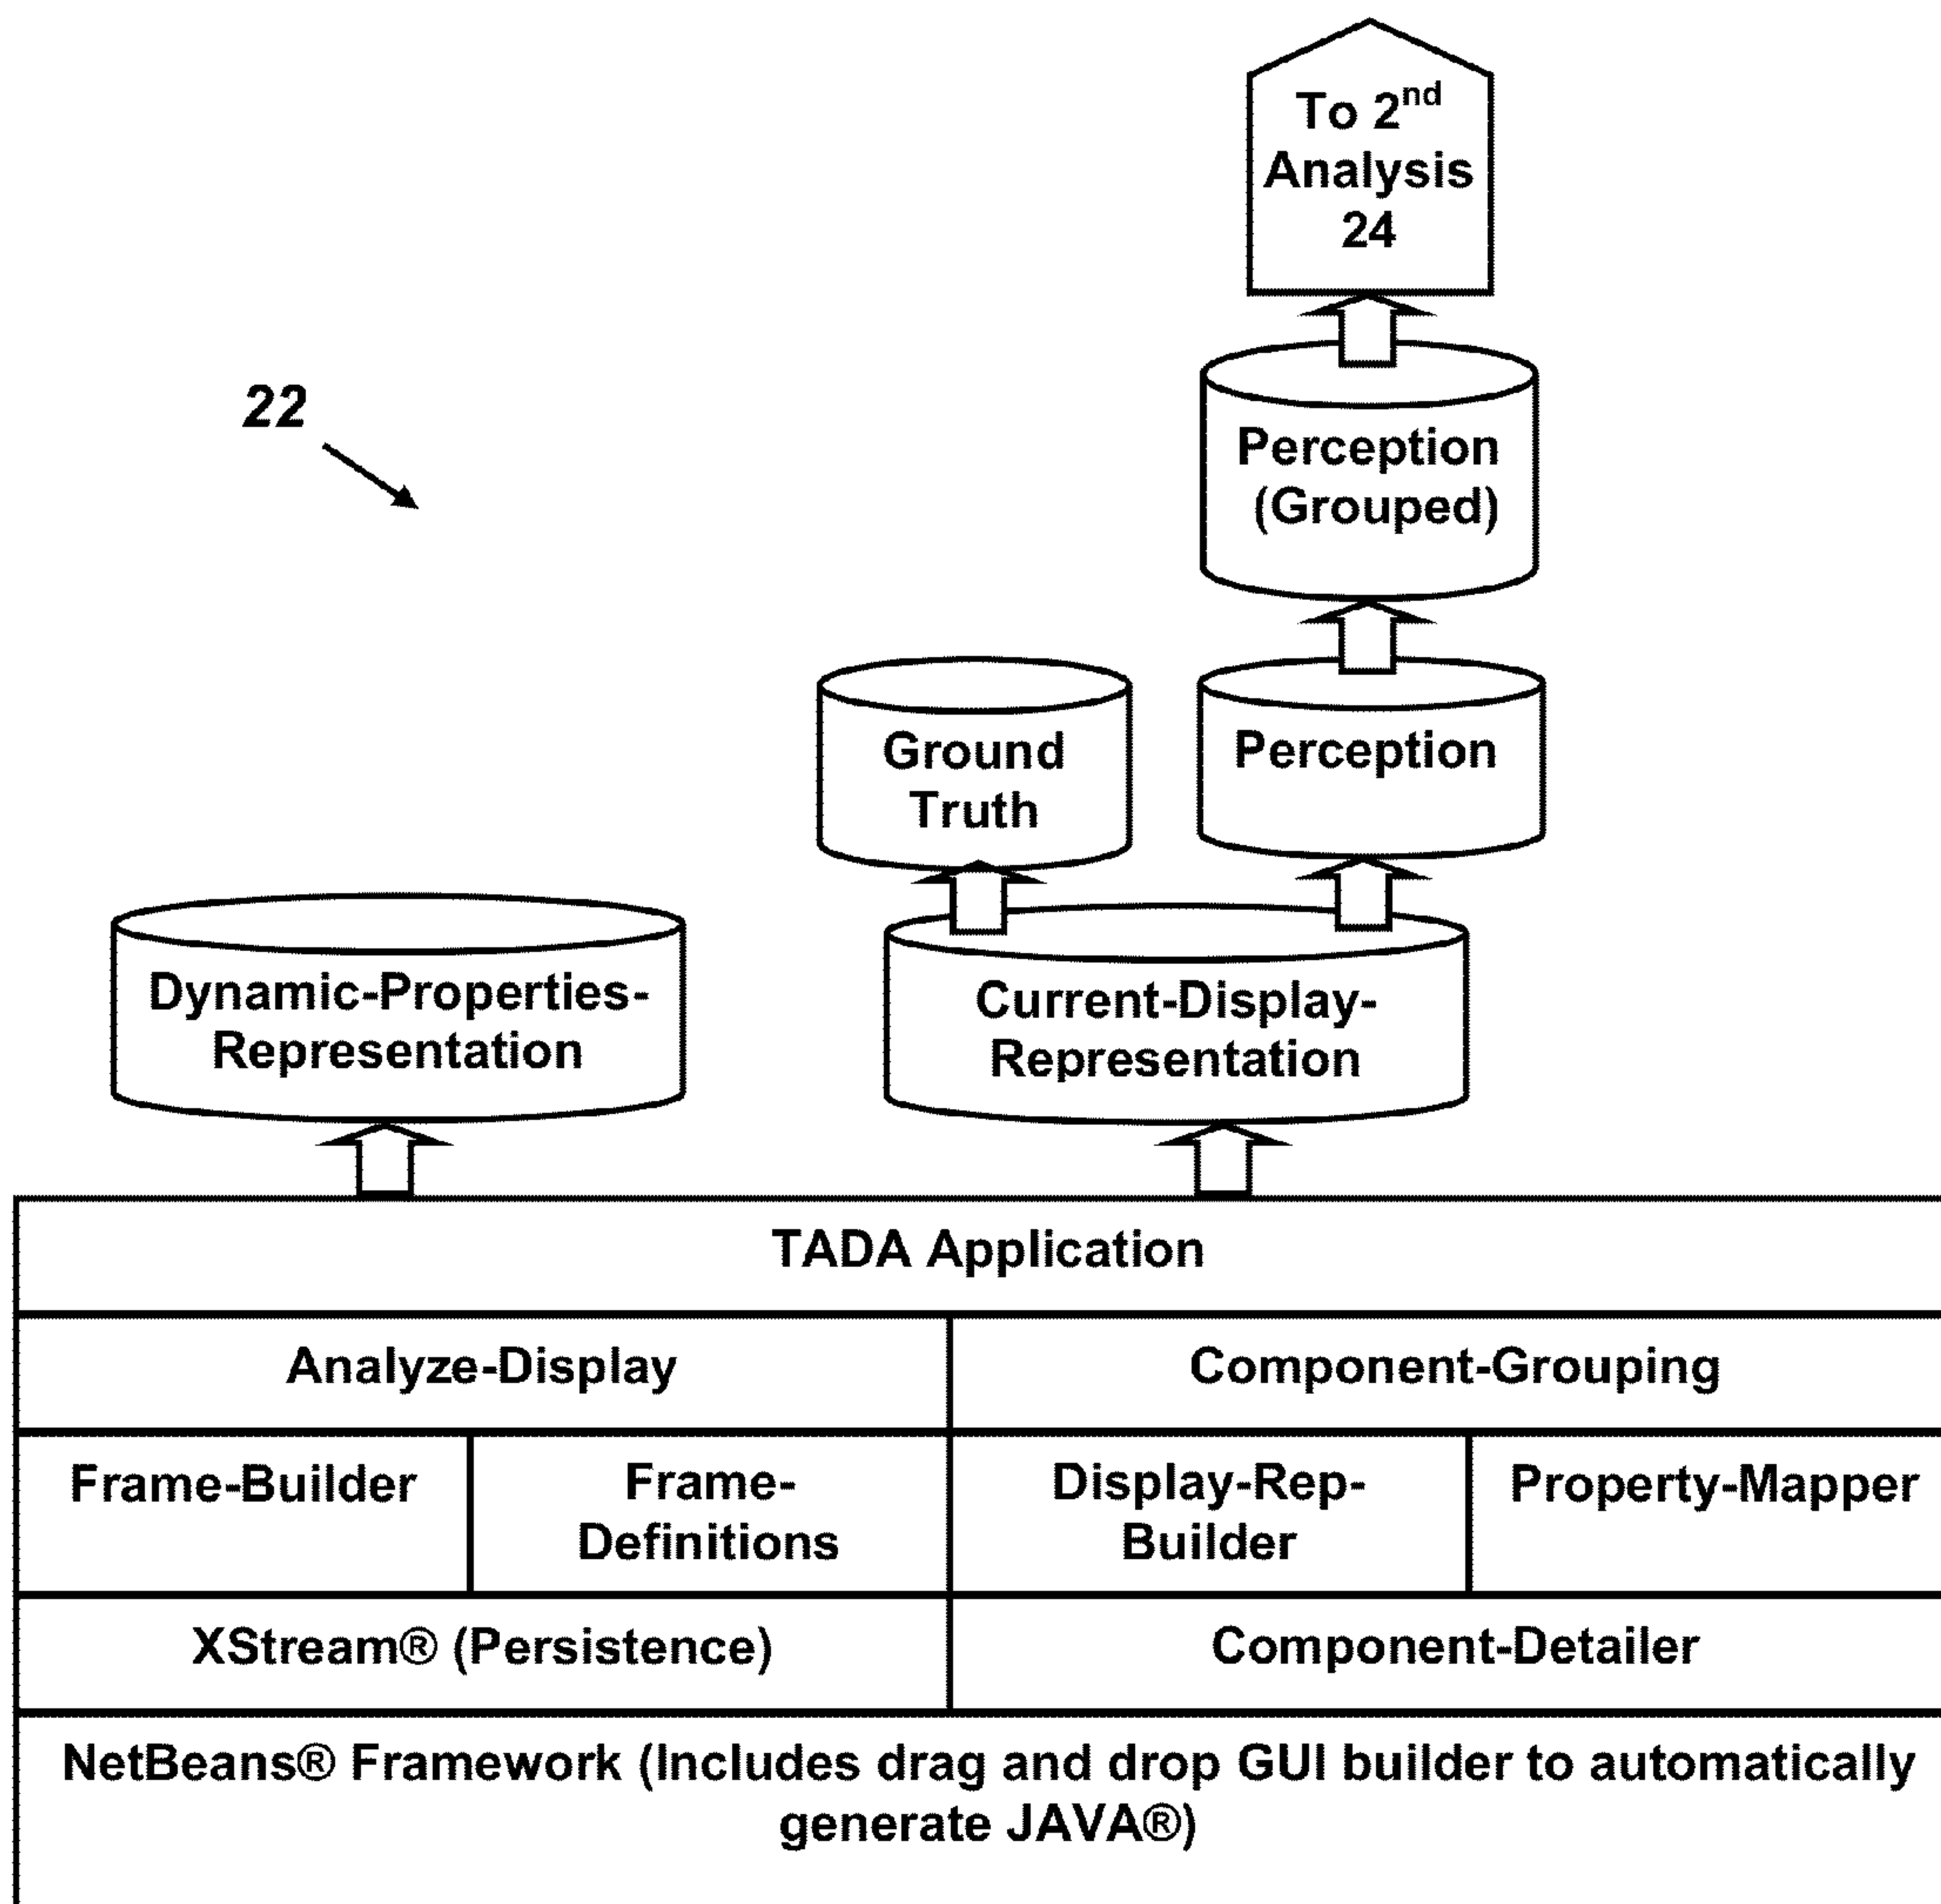 To 2nd
Analysis
24
22
Perception
(Grouped)
Ground
Truth
Perception
Dynamic-Properties-
Representation
Current-Display-
Representation
TADA Application
Analyze-Display
Component-Grouping
Frame-Builder
Frame-
Definitions
Display-Rep-
Builder
Property-Mapper
XStream® (Persistence)
Component-Detailer
NetBeans® Framework (Includes drag and drop GUI builder to automatically
generate JAVA®)